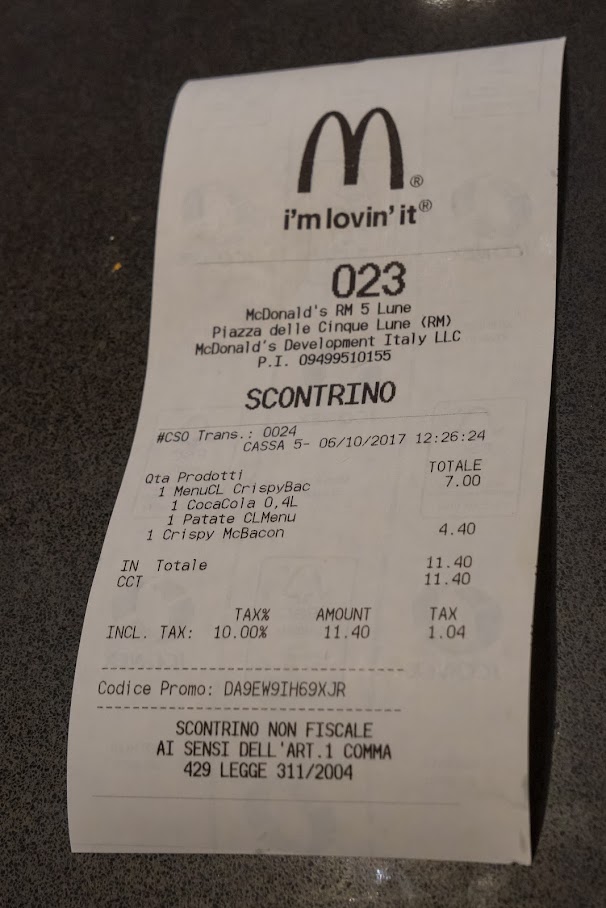 M®
i'm lovin' it®
023
McDonald's RM 5 Lune
Piazza delle Cinque Lune (RM)
McDonald's Development Italy LLC
P.I. 09499510155
SCONTRINO
#CSO Trans.: 0024
CASSA 5- 06/10/2017 12:26:24
Qta Prodotti TOTALE
1 MenuCL CrispyBac 7.00
1 CocaCola 0,4L
1 Patate CLMenu
1 Crispy McBacon 4.40
IN Totale 11.40
CCT 11.40
TAX% AMOUNT TAX
INCL. TAX: 10.00% 11.40 1.04
Codice Promo: DA9EW9IH69XJR
SCONTRINO NON FISCALE
AI SENSI DELL'ART.1 COMMA
429 LEGGE 311/2004